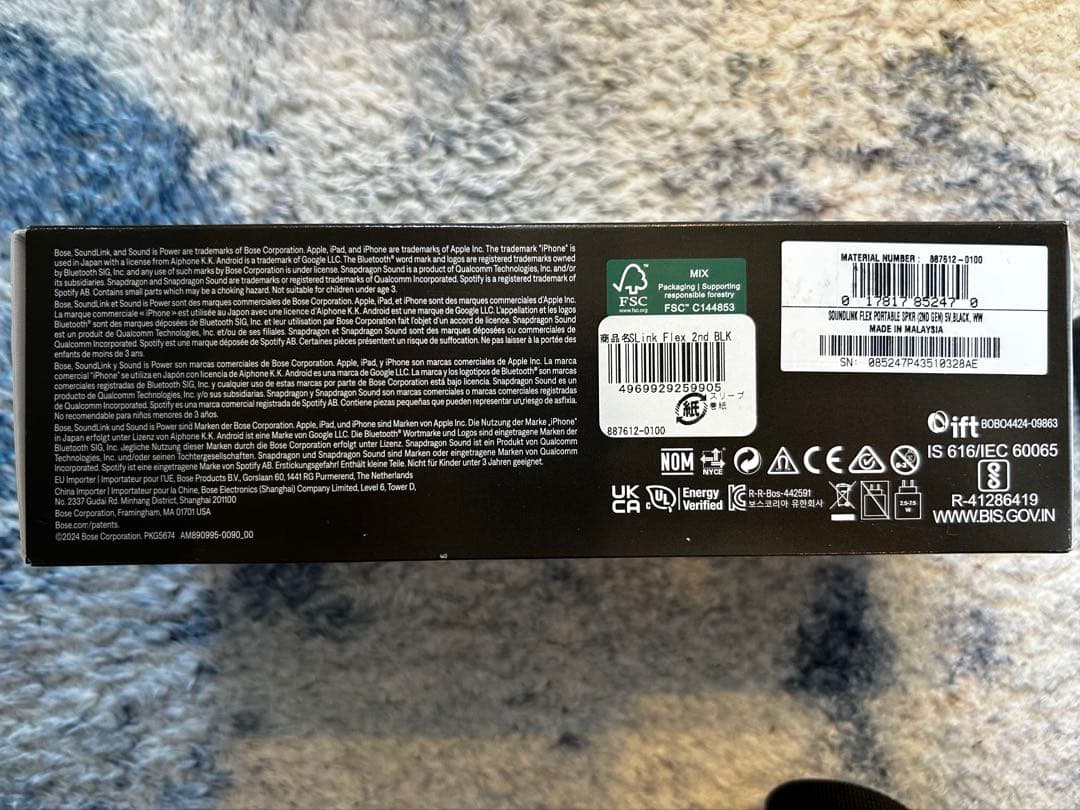 Bose, SoundLink, and Sound is Power are trademarks of Bose Corporation. Apple, iPad, and iPhone are trademarks of Apple Inc. The trademark "iPhone" is
used in Japan with a license from Aiphone K.K. Android is a trademark of Google LLC. The Bluetooth® word mark and logos are registered trademarks owned
by Bluetooth SIG, Inc. and any use of such marks by Bose Corporation is under license. Snapdragon Sound is a product of Qualcomm Technologies, Inc. and/or
its subsidiaries. Snapdragon and Snapdragon Sound are trademarks or registered trademarks of Qualcomm Incorporated. Spotify is a registered trademark of
Spotify AB. Contains small parts which may be a choking hazard. Not suitable for children under age 3.
Bose, SoundLink et Sound is Power sont des marques commerciales de Bose Corporation. Apple, iPad, et iPhone sont des marques commerciales d'Apple Inc.
La marque commerciale « iPhone » est utilisée au Japon avec une licence d'Aiphone K.K. Android est une marque de Google LLC. L'appellation et les logos
Bluetooth® sont des marques déposées de Bluetooth SIG, Inc. et leur utilisation par Bose Corporation fait l'objet d'un accord de licence. Snapdragon Sound
est un produit de Qualcomm Technologies, Inc. et/ou de ses filiales. Snapdragon et Snapdragon Sound sont des marques déposées ou commerciales de
Qualcomm Incorporated. Spotify est une marque déposée de Spotify AB. Certaines pièces présentent un risque de suffocation. Ne pas laisser à la portée des
enfants de moins de 3 ans.
Bose, SoundLink y Sound is Power son marcas comerciales de Bose Corporation. Apple, iPad, y iPhone son marcas comerciales de Apple Inc. La marca
comercial "iPhone" se utiliza en Japón con licencia de Aiphone K.K. Android es una marca de Google LLC. La marca y los logotipos de Bluetooth® son marcas
comerciales registradas de Bluetooth SIG, Inc. y cualquier uso de estas marcas por parte de Bose Corporation está bajo licencia. Snapdragon Sound es un
producto de Qualcomm Technologies, Inc. y/o sus subsidiarias. Snapdragon y Snapdragon Sound son marcas comerciales o marcas comerciales registradas
de Qualcomm Incorporated. Spotify es una marca comercial registrada de Spotify AB. Contiene piezas pequeñas que pueden representar un riesgo de asfixia.
No recomendable para niños menores de 3 años.
Bose, SoundLink und Sound is Power sind Marken der Bose Corporation. Apple, iPad, und iPhone sind Marken von Apple Inc. Die Nutzung der Marke „iPhone"
in Japan erfolgt unter Lizenz von Aiphone K.K. Android ist eine Marke von Google LLC. Die Bluetooth® Wortmarke und Logos sind eingetragene Marken der
Bluetooth SIG, Inc. Jegliche Nutzung dieser Marken durch die Bose Corporation erfolgt unter Lizenz. Snapdragon Sound ist ein Produkt von Qualcomm
Technologies, Inc. und/oder seinen Tochtergesellschaften. Snapdragon und Snapdragon Sound sind Marken oder eingetragene Marken von Qualcomm
Incorporated. Spotify ist eine eingetragene Marke von Spotify AB. Erstickungsgefahr! Enthält kleine Teile. Nicht für Kinder unter 3 Jahren geeignet.
EU Importer | Importateur pour l'UE, Bose Products B.V., Gorslaan 60, 1441 RG Purmerend, The Netherlands
China Importer | Importateur pour la Chine, Bose Electronics (Shanghai) Company Limited, Level 6, Tower D,
No. 2337 Gudai Rd. Minhang District, Shanghai 201100
Bose Corporation, Framingham, MA 01701 USA
Bose.com/patents.
©2024 Bose Corporation. PKG5674 AM890995-0090_00
FSC
www.fsc.org
MIX
Packaging | Supporting
responsible forestry
FSC™ C144853
商品名SLink Flex 2nd BLK
4969929259905
紙
スリーブ
巻紙
887612-0100
MATERIAL NUMBER: 887612-0100
0 17817 85247 0
SOUNDLINK FLEX PORTABLE SPKR (2ND GEN) 5V,BLACK, WW
MADE IN MALAYSIA
SN: 085247P43510328AE
NOM NYCE CE
ift BOBO4424-09863
IS 616/IEC 60065
R-41286419
WWW.BIS.GOV.IN
UK
CA
c UL Energy
Verified
R-R-Bos-442591
보스코리아 유한회사
2.5-7.5
W